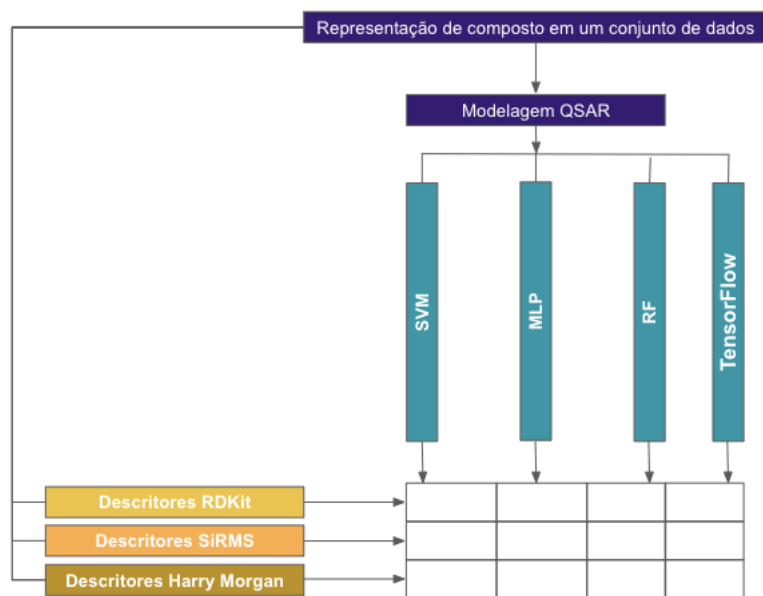 Representação de composto em um conjunto de dados
Modelagem QSAR
SVM
MLP
RF
TensorFlow
Descritores RDKit
Descritores SiRMS
Descritores Harry Morgan